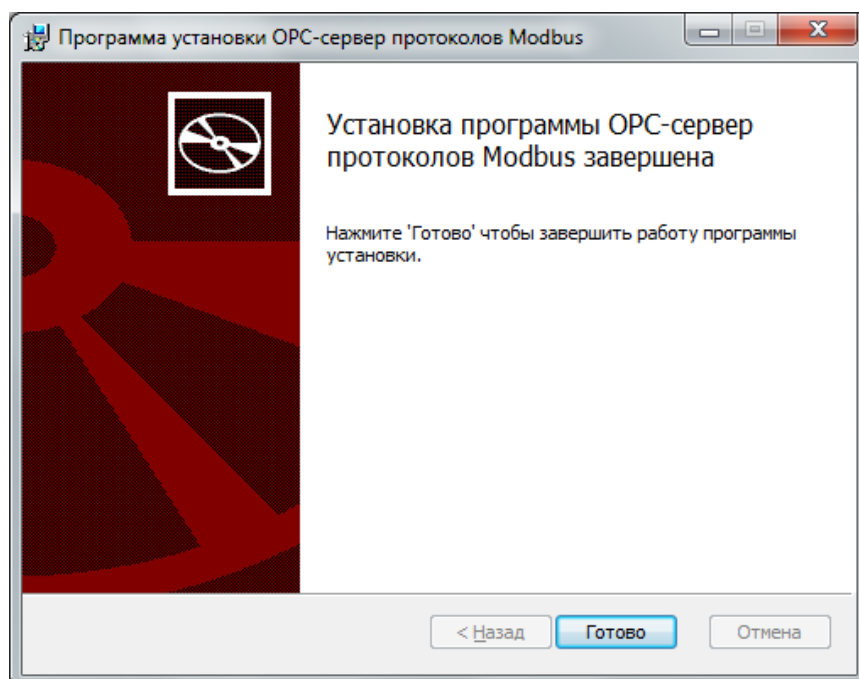 Программа установки OPC-сервер протоколов Modbus
Установка программы OPC-сервер
протоколов Modbus завершена
Нажмите 'Готово' чтобы завершить работу программы
установки.
< Назад
Готово
Отмена